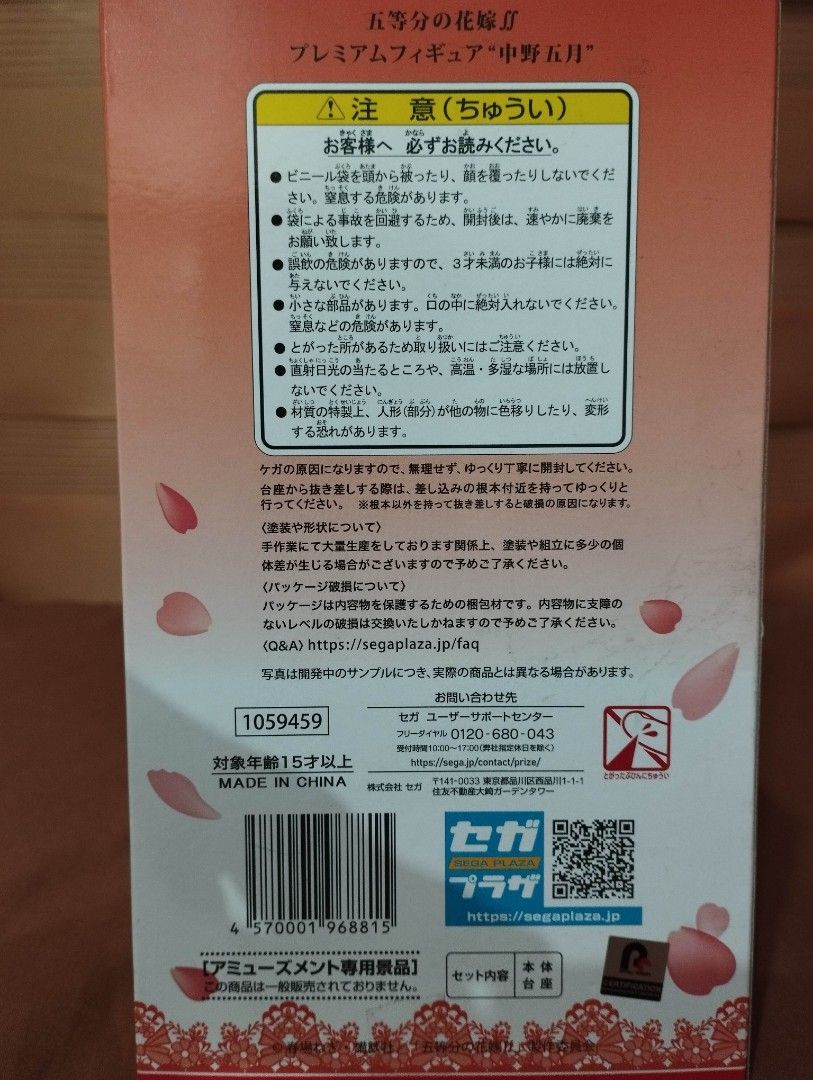 五等分の花嫁∬
プレミアムフィギュア“中野五月”
⚠注 意(ちゅうい)
お客様へ 必ずお読みください。
●ビニール袋を頭から被ったり、顔を覆ったりしないでくだ
さい。窒息する危険があります。
●袋による事故を回避するため、開封後は、速やかに廃棄を
お願い致します。
●誤飲の危険がありますので、3才未満のお子様には絶対に
与えないでください。
●小さな部品があります。口の中に絶対入れないでください。
窒息などの危険があります。
●とがった所があるため取り扱いにはご注意ください。
●直射日光の当たるところや、高温・多湿な場所には放置し
ないでください。
●材質の特製上、人形(部分)が他の物に色移りしたり、変形
する恐れがあります。
ケガの原因になりますので、無理せず、ゆっくり丁寧に開封してください。
台座から抜き差しする際は、差し込みの根本付近を持ってゆっくりと
行ってください。 ※根本以外を持って抜き差しすると破損の原因になります。
〈塗装や形状について〉
手作業にて大量生産をしております関係上、塗装や組立に多少の個
体差が生じる場合がございますので予めご了承ください。
〈パッケージ破損について〉
パッケージは内容物を保護するための梱包材です。内容物に支障の
ないレベルの破損は交換いたしかねますので予めご了承ください。
〈Q&A〉https://segaplaza.jp/faq
写真は開発中のサンプルにつき、実際の商品とは異なる場合があります。
お問い合わせ先
1059459
セガ ユーザーサポートセンター
フリーダイヤル 0120-680-043
受付時間10:00~17:00(弊社指定休日を除く)
https://sega.jp/contact/prize/
株式会社 セガ 〒141-0033 東京都品川区西品川1-1-1
住友不動産大崎ガーデンタワー
とがったぶひんにちゅうい
対象年齢15才以上
MADE IN CHINA
セガ
SEGA PLAZA
プラザ
https://segaplaza.jp
4 570001 968815
[アミューズメント専用景品]
この商品は一般販売されておりません。
セット内容 本体
台座
CERTIFICATION
©春場ねぎ・講談社/「五等分の花嫁∬」製作委員会